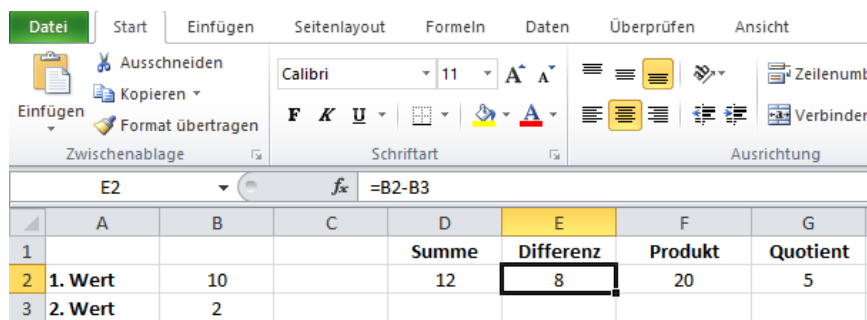 Datei Start Einfügen Seitenlayout Formeln Daten Überprüfen Ansicht
Ausschneiden
Kopieren
Format übertragen
Einfügen
Zwischenablage
Calibri 11 A A
F K U A
Schriftart
Zeilenumb
Verbinder
Ausrichtung
E2 fx =B2-B3
A B C D E F G
1 Summe Differenz Produkt Quotient
2 1. Wert 10 12 8 20 5
3 2. Wert 2